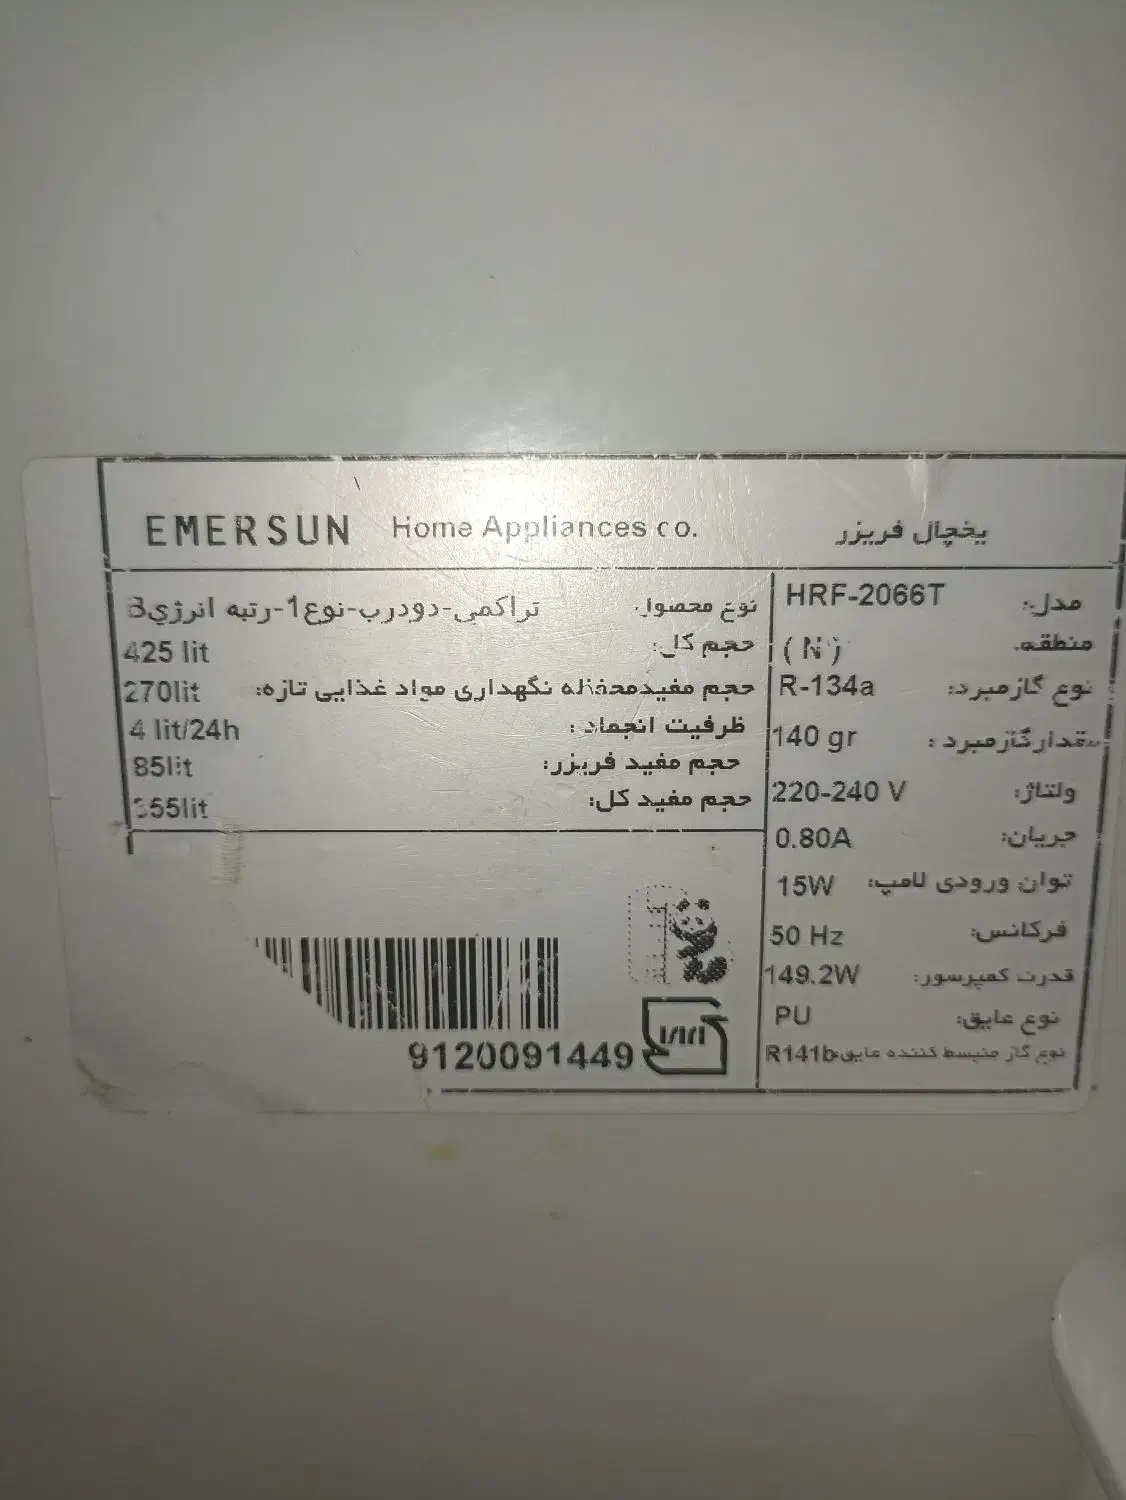 EMERSUN Home Appliances co. یخچال فریزر
مدل: HRF-2066T
منطقه: ( N )
نوع گازمبرد: R-134a
مقدارگازمبرد : 140 gr
ولتاژ: 220-240 V
جریان: 0.80A
توان ورودی لامپ: 15W
فرکانس: 50 Hz
قدرت کمپرسور: 149.2W
نوع عایق: PU
نوع گاز منبسط کننده عایق: R141b
نوع محصول: تراکمی-دودرب-نوع1-رتبه انرژی
حجم کل: 425 lit
حجم مفیدمحفظه نگهداری مواد غذایی تازه: 270lit
ظرفیت انجماد : 4 lit/24h
حجم مفید فریزر: 85lit
حجم مفید کل: 355lit
9120091449